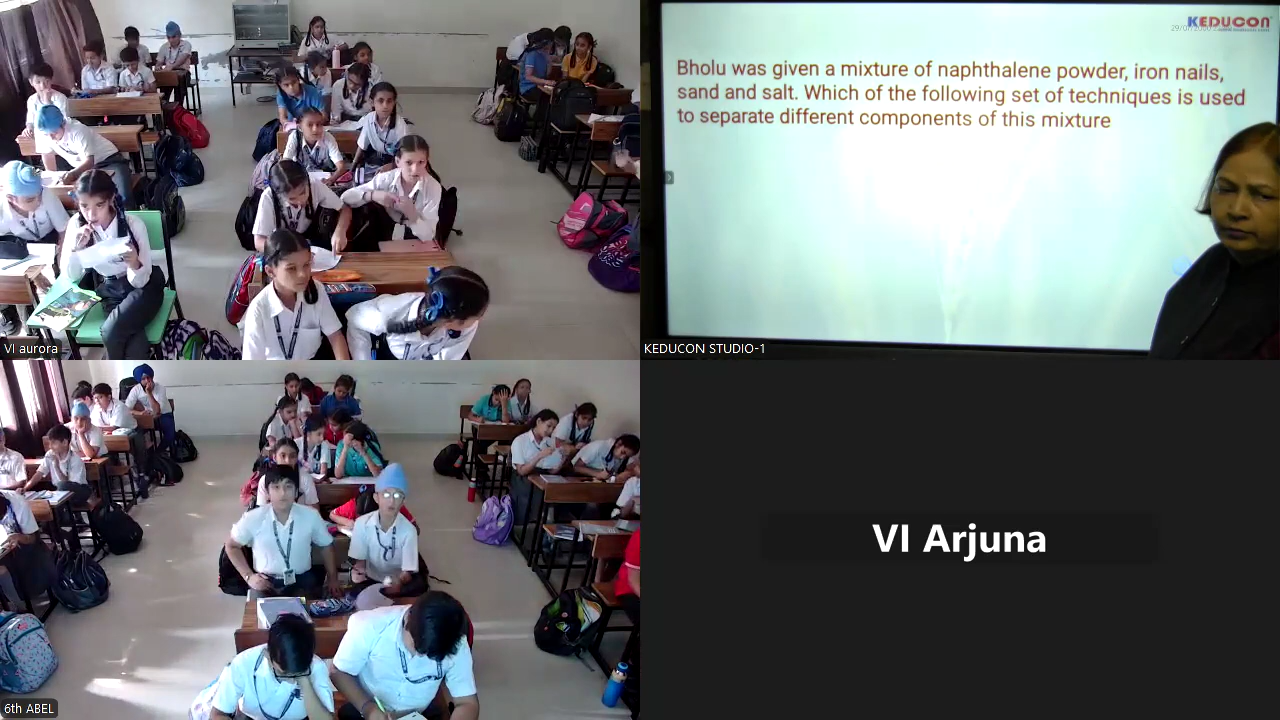 KEDUCON
Bholu was given a mixture of naphthalene powder, iron nails,
sand and salt. Which of the following set of techniques is used
to separate different components of this mixture
VI aurora
KEDUCON STUDIO-1
VI Arjuna
6th ABEL